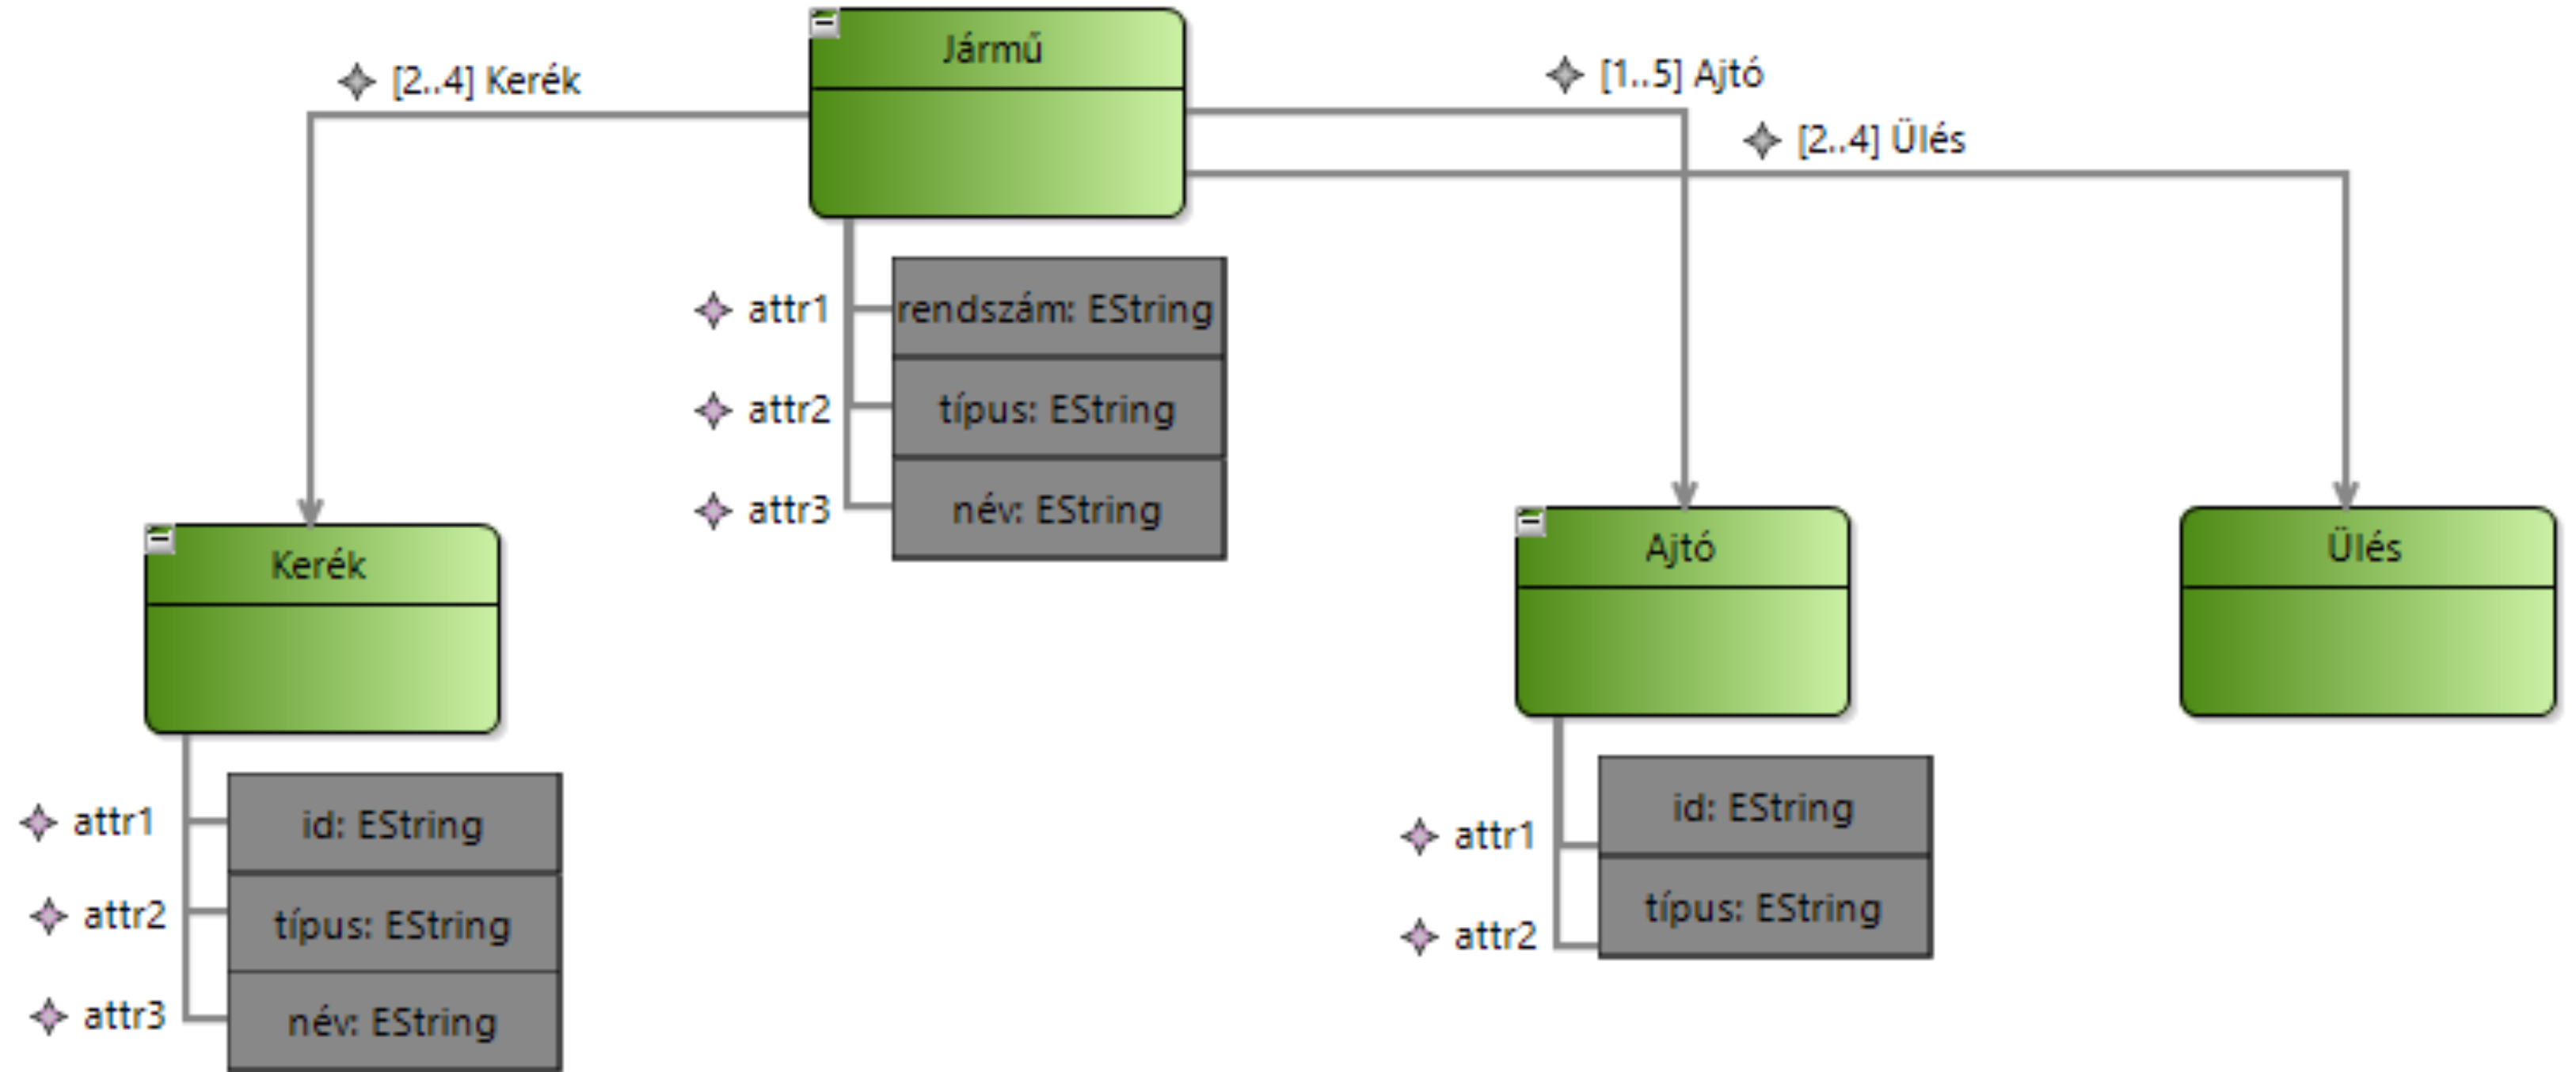 Jármű
[2..4] Kerék
[1..5] Ajtó
[2..4] Ülés
attr1
rendszám: EString
attr2
típus: EString
attr3
név: EString
Kerék
attr1
id: EString
attr2
típus: EString
attr3
név: EString
Ajtó
attr1
id: EString
attr2
típus: EString
Ülés